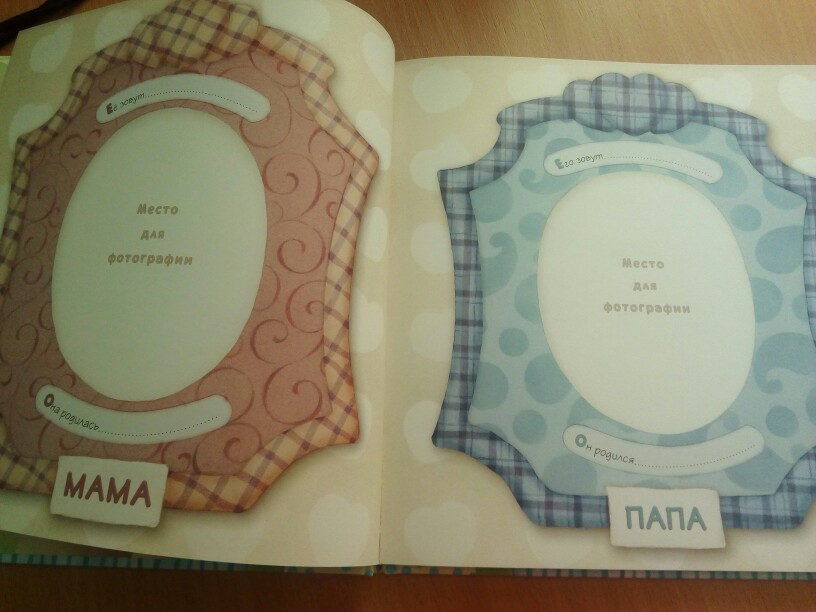 Её зовут
Место
для
фотографии
Она родилась
МАМА
Его зовут
Место
для
фотографии
Он родился
ПАПА